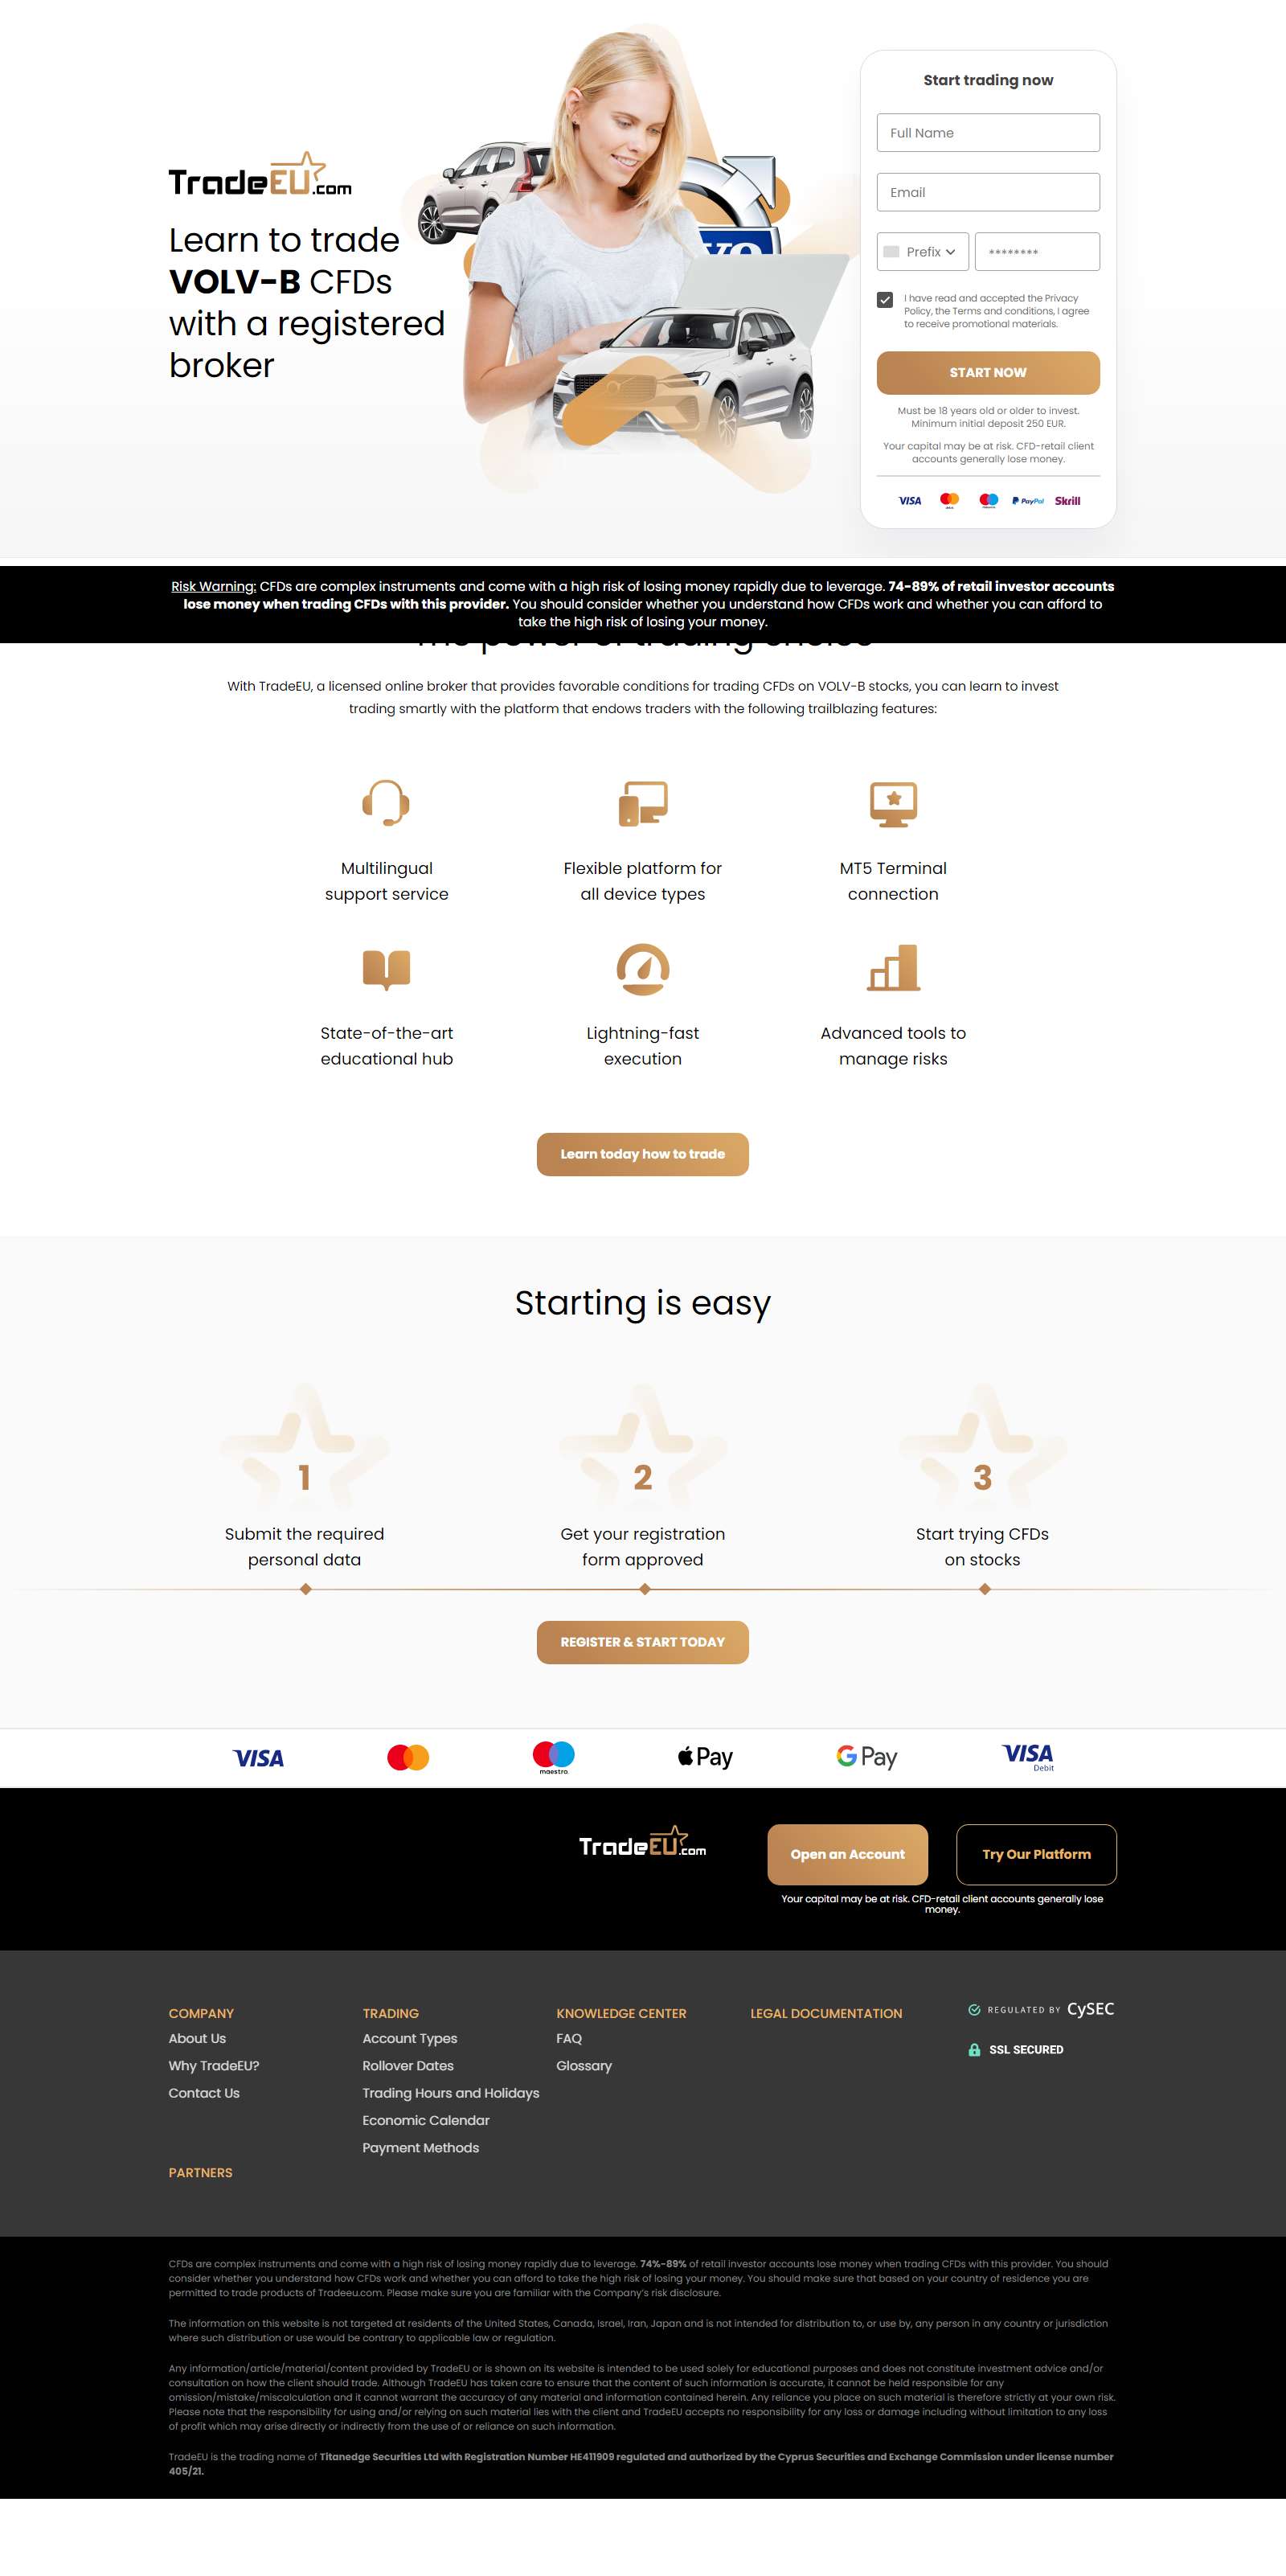 TradeEU.com
Learn to trade
VOLV-B CFDs
with a registered
broker
Start trading now
Full Name
Email
Prefix
********
I have read and accepted the Privacy
Policy, the Terms and conditions, I agree
to receive promotional materials.
START NOW
Must be 18 years old or older to invest.
Minimum initial deposit 250 EUR.
Your capital may be at risk. CFD-retail client
accounts generally lose money.
VISA
PayPal
Skrill
Risk Warning: CFDs are complex instruments and come with a high risk of losing money rapidly due to leverage. 74-89% of retail investor accounts
lose money when trading CFDs with this provider. You should consider whether you understand how CFDs work and whether you can afford to
take the high risk of losing your money.
The power of trading choice
With TradeEU, a licensed online broker that provides favorable conditions for trading CFDs on VOLV-B stocks, you can learn to invest
trading smartly with the platform that endows traders with the following trailblazing features:
Multilingual
support service
Flexible platform for
all device types
MT5 Terminal
connection
State-of-the-art
educational hub
Lightning-fast
execution
Advanced tools to
manage risks
Learn today how to trade
Starting is easy
1
Submit the required
personal data
2
Get your registration
form approved
3
Start trying CFDs
on stocks
REGISTER & START TODAY
VISA
maestro
Pay
G Pay
VISA
Debit
TradeEU.com
Open an Account
Try Our Platform
Your capital may be at risk. CFD-retail client accounts generally lose
money.
COMPANY
About Us
Why TradeEU?
Contact Us
TRADING
Account Types
Rollover Dates
Trading Hours and Holidays
Economic Calendar
Payment Methods
KNOWLEDGE CENTER
FAQ
Glossary
LEGAL DOCUMENTATION
REGULATED BY CySEC
SSL SECURED
PARTNERS
CFDs are complex instruments and come with a high risk of losing money rapidly due to leverage. 74%-89% of retail investor accounts lose money when trading CFDs with this provider. You should
consider whether you understand how CFDs work and whether you can afford to take the high risk of losing your money. You should make sure that based on your country of residence you are
permitted to trade products of Tradeeu.com. Please make sure you are familiar with the Company's risk disclosure.
The information on this website is not targeted at residents of the United States, Canada, Israel, Iran, Japan and is not intended for distribution to, or use by, any person in any country or jurisdiction
where such distribution or use would be contrary to applicable law or regulation.
Any information/article/material/content provided by TradeEU or is shown on its website is intended to be used solely for educational purposes and does not constitute investment advice and/or
consultation on how the client should trade. Although TradeEU has taken care to ensure that the content of such information is accurate, it cannot be held responsible for any
omission/mistake/miscalculation and it cannot warrant the accuracy of any material and information contained herein. Any reliance you place on such material is therefore strictly at your own risk.
Please note that the responsibility for using and/or relying on such material lies with the client and TradeEU accepts no responsibility for any loss or damage including without limitation to any loss
of profit which may arise directly or indirectly from the use of or reliance on such information.
TradeEU is the trading name of Titanedge Securities Ltd with Registration Number HE411909 regulated and authorized by the Cyprus Securities and Exchange Commission under license number
405/21.